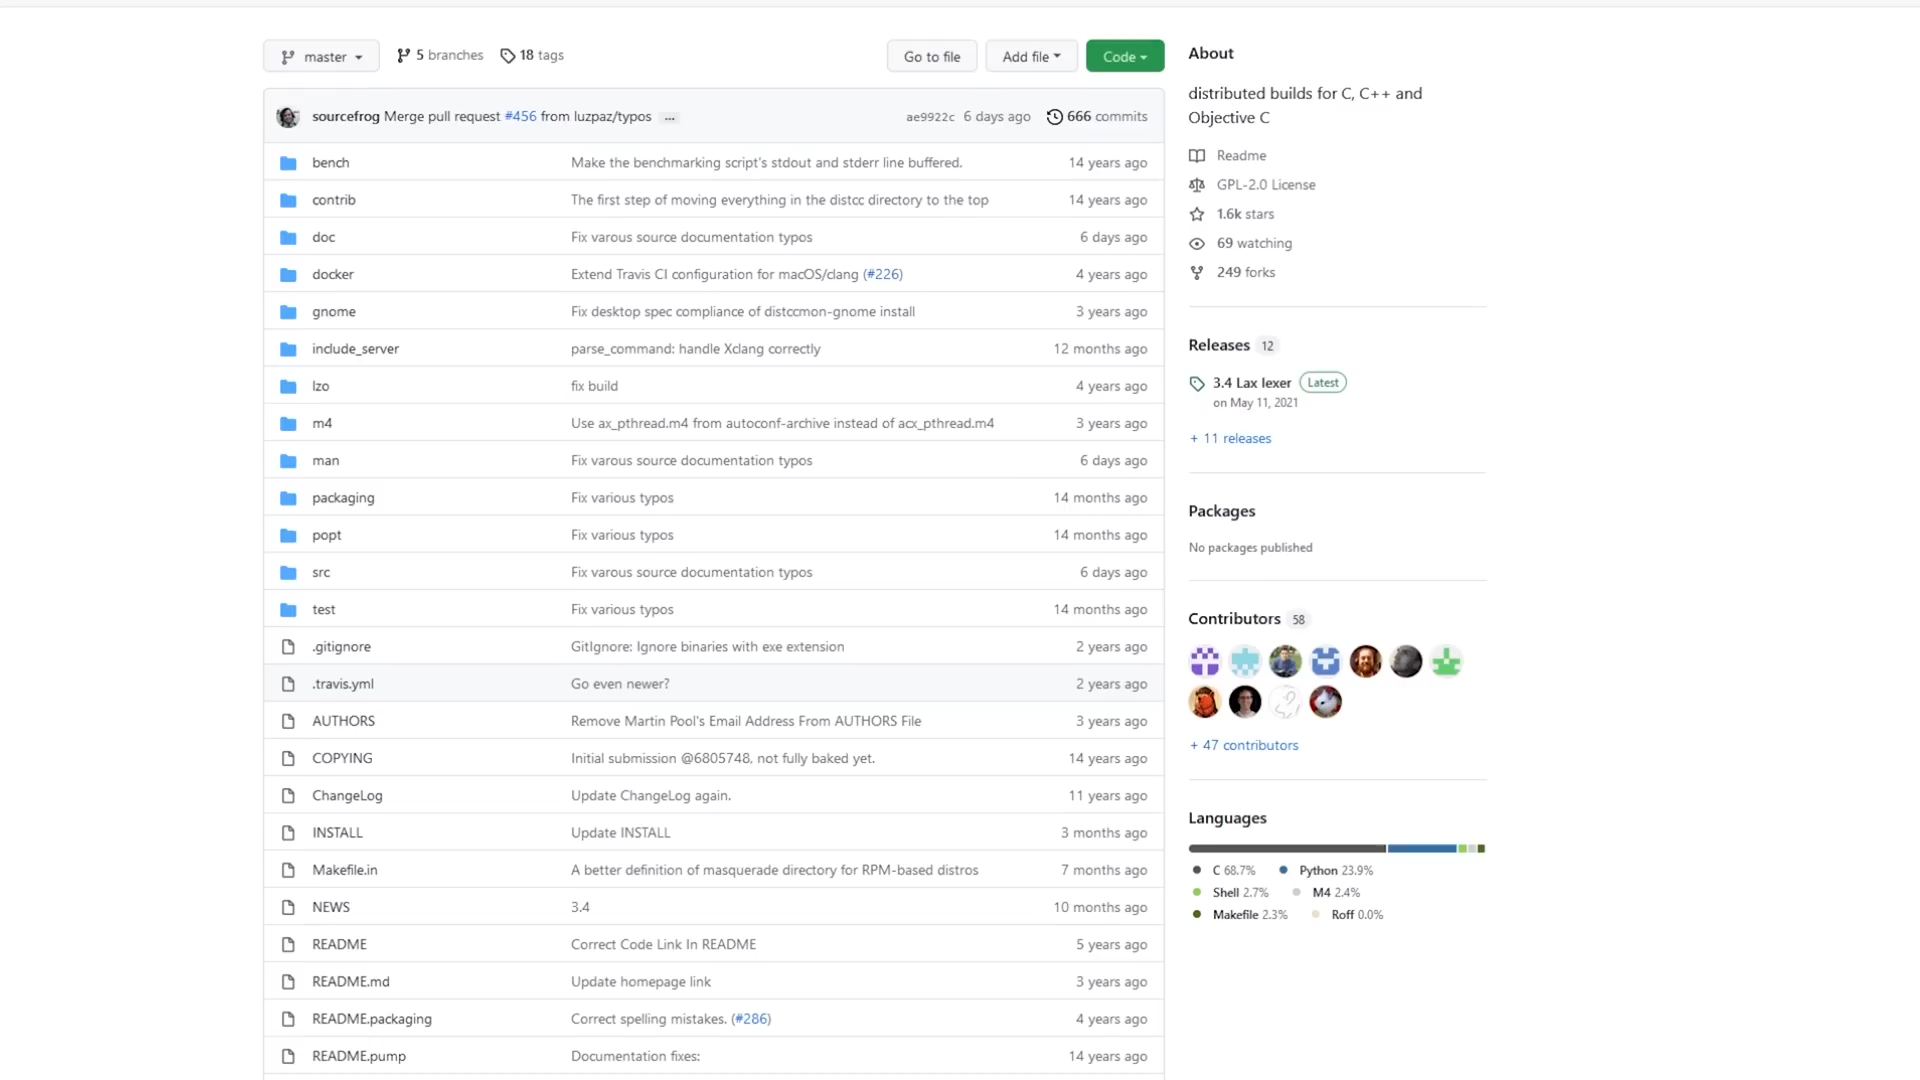 master
5 branches
18 tags
Go to file
Add file
Code
sourcefrog Merge pull request #456 from luzpaz/typos ...
ae9922c 6 days ago
666 commits
bench Make the benchmarking script's stdout and stderr line buffered. 14 years ago
contrib The first step of moving everything in the distcc directory to the top 14 years ago
doc Fix varous source documentation typos 6 days ago
docker Extend Travis CI configuration for macOS/clang (#226) 4 years ago
gnome Fix desktop spec compliance of distccmon-gnome install 3 years ago
include_server parse_command: handle Xclang correctly 12 months ago
lzo fix build 4 years ago
m4 Use ax_pthread.m4 from autoconf-archive instead of acx_pthread.m4 3 years ago
man Fix varous source documentation typos 6 days ago
packaging Fix various typos 14 months ago
popt Fix various typos 14 months ago
src Fix varous source documentation typos 6 days ago
test Fix various typos 14 months ago
.gitignore GitIgnore: Ignore binaries with exe extension 2 years ago
.travis.yml Go even newer? 2 years ago
AUTHORS Remove Martin Pool's Email Address From AUTHORS File 3 years ago
COPYING Initial submission @6805748, not fully baked yet. 14 years ago
ChangeLog Update ChangeLog again. 11 years ago
INSTALL Update INSTALL 3 months ago
Makefile.in A better definition of masquerade directory for RPM-based distros 7 months ago
NEWS 3.4 10 months ago
README Correct Code Link In README 5 years ago
README.md Update homepage link 3 years ago
README.packaging Correct spelling mistakes. (#286) 4 years ago
README.pump Documentation fixes: 14 years ago
About
distributed builds for C, C++ and
Objective C
Readme
GPL-2.0 License
1.6k stars
69 watching
249 forks
Releases 12
3.4 Lax lexer Latest
on May 11, 2021
+ 11 releases
Packages
No packages published
Contributors 58
+ 47 contributors
Languages
C 68.7% Python 23.9%
Shell 2.7% M4 2.4%
Makefile 2.3% Roff 0.0%